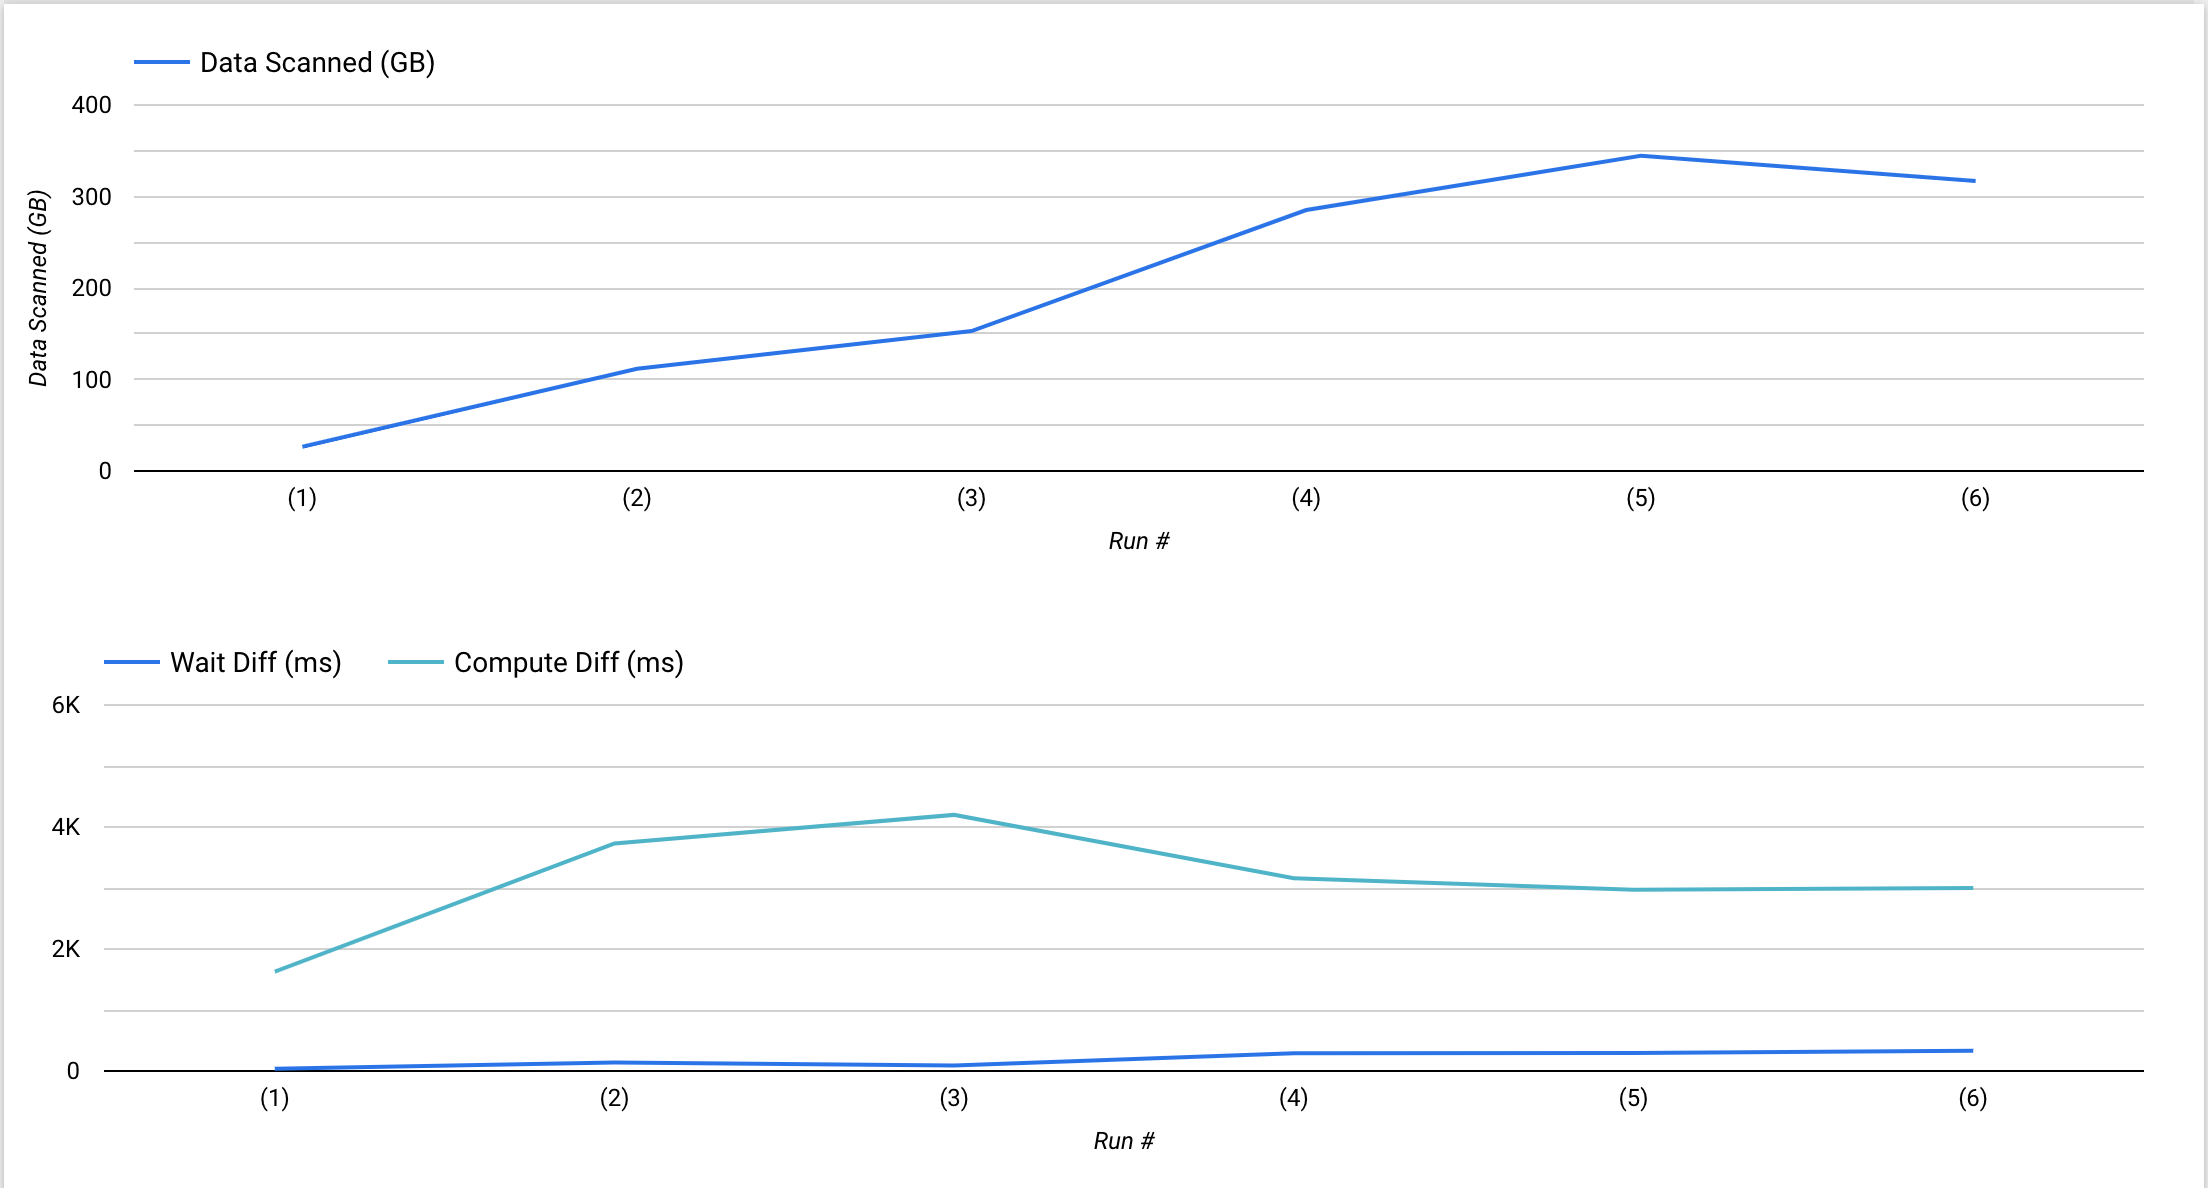 Data Scanned (GB)
400
300
200
100
0
Data Scanned (GB)
(1) (2) (3) (4) (5) (6)
Run #
Wait Diff (ms) Compute Diff (ms)
6K
4K
2K
0
(1) (2) (3) (4) (5) (6)
Run #